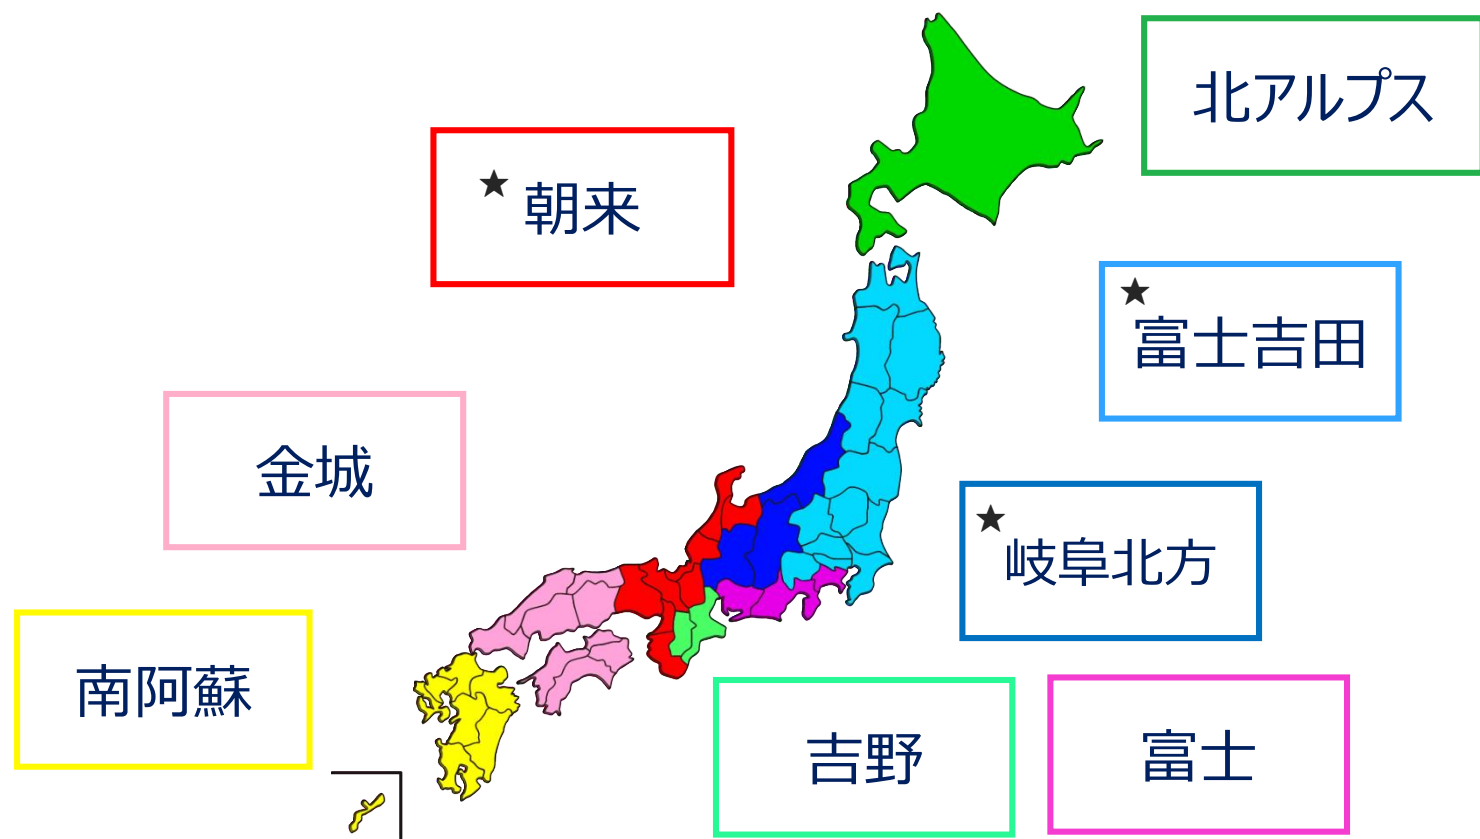 北アルプス
★ 朝来
★ 富士吉田
金城
★ 岐阜北方
南阿蘇
吉野
富士